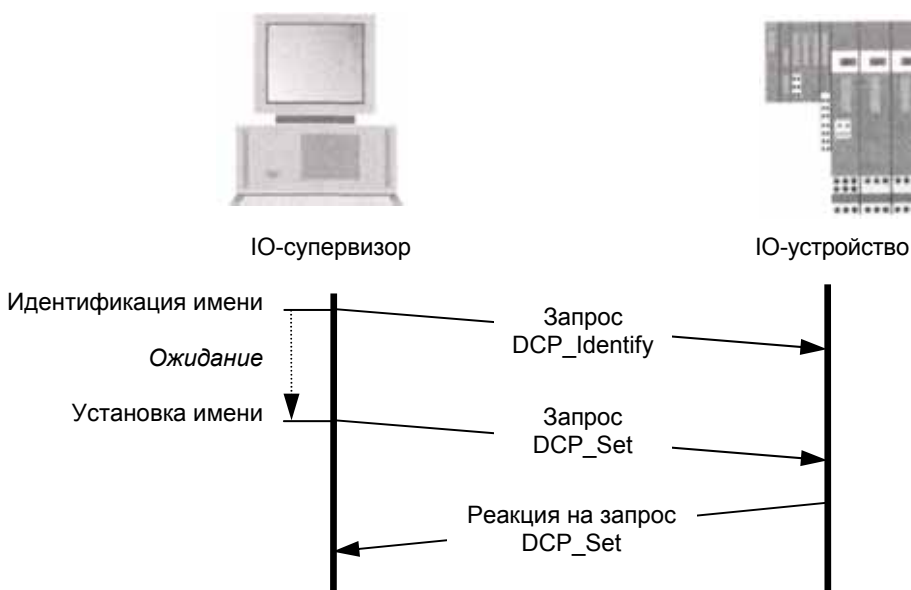 IO-супервизор
IO-устройство
Идентификация имени
Запрос
DCP_Identify
Ожидание
Установка имени
Запрос
DCP_Set
Реакция на запрос
DCP_Set